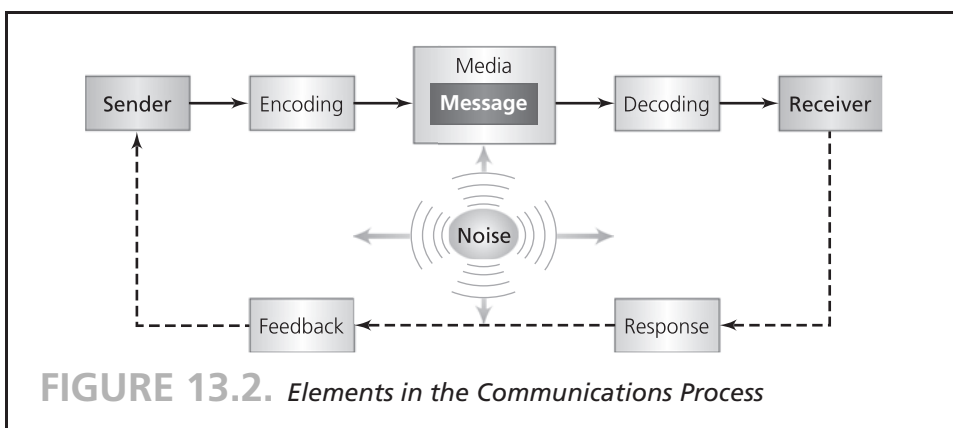 Media
Sender
Encoding
Message
Decoding
Receiver
Noise
Feedback
Response
FIGURE 13.2. Elements in the Communications Process